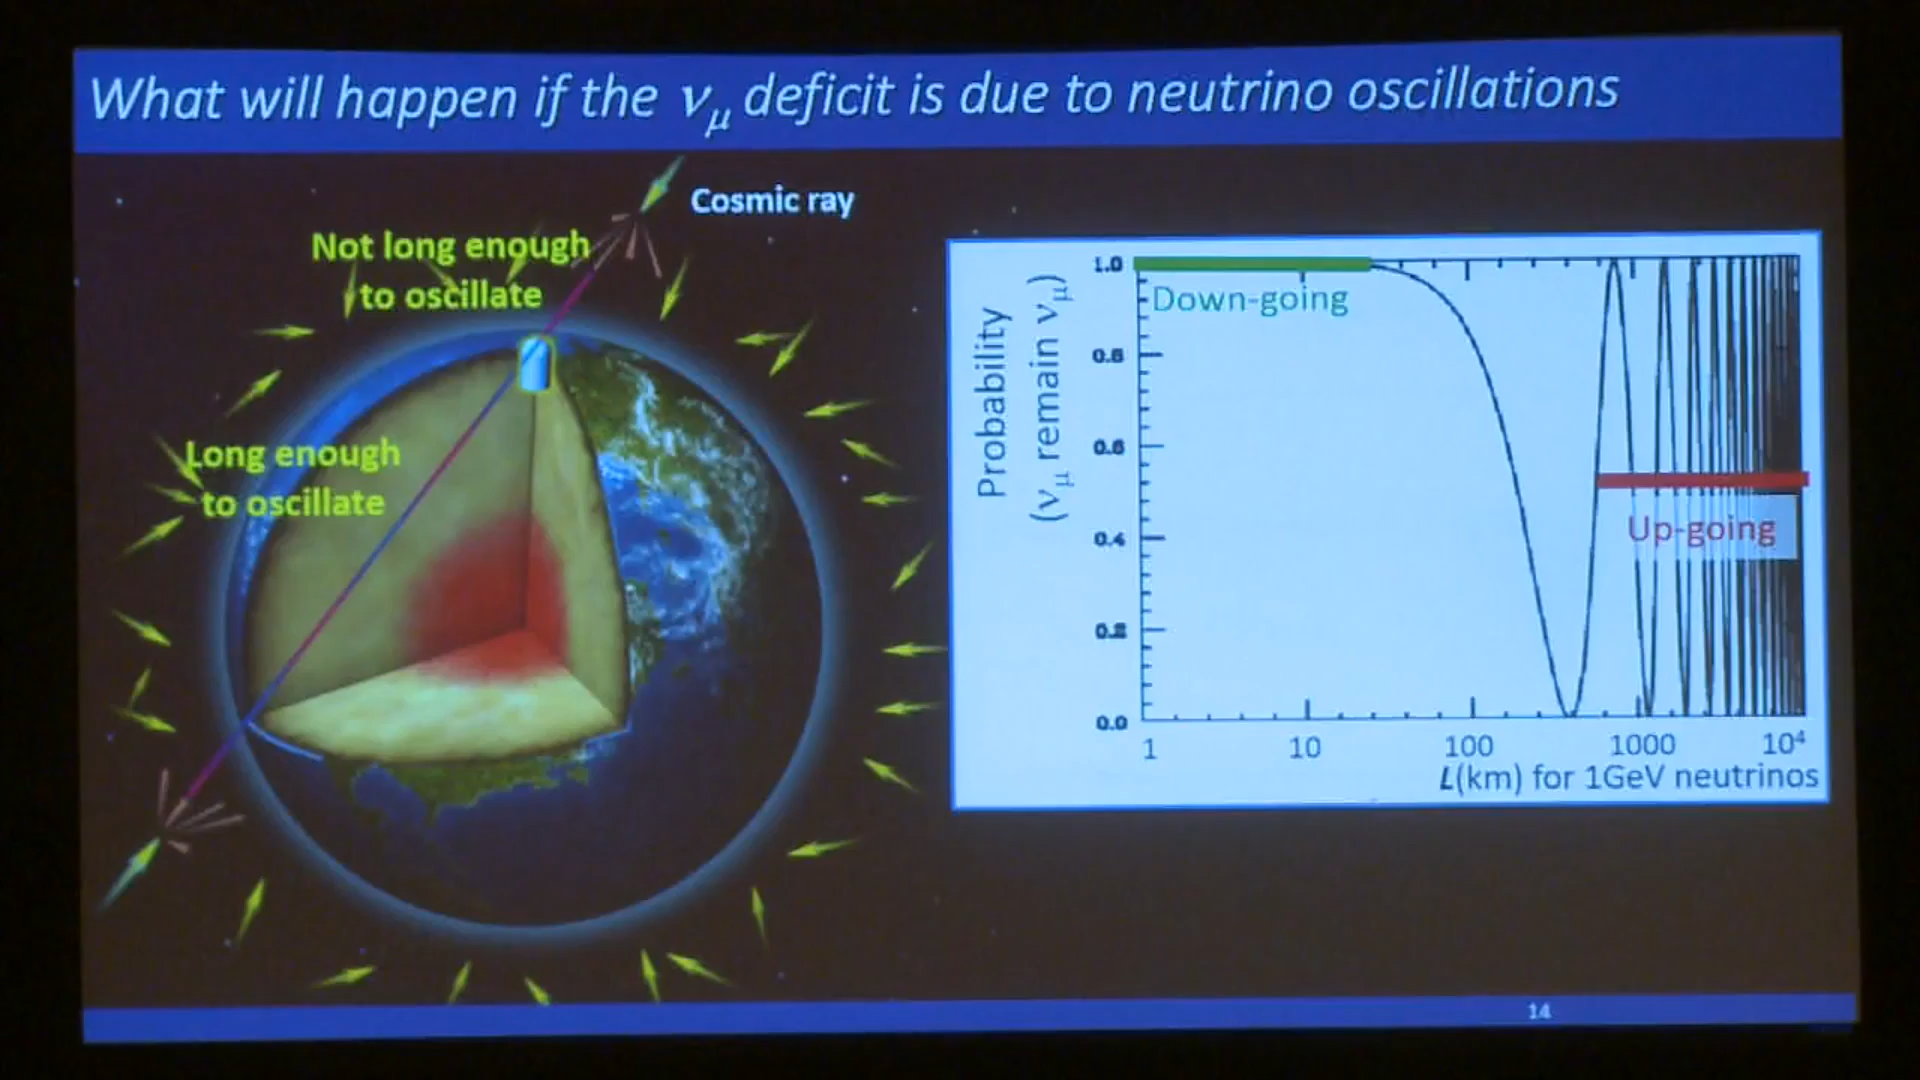 What will happen if the νμ deficit is due to neutrino oscillations
Cosmic ray
Not long enough
to oscillate
Long enough
to oscillate
Probability
(νμ remain νμ)
1.0
0.8
0.6
0.4
0.2
0.0
Down-going
Up-going
1 10 100 1000 10⁴
L(km) for 1GeV neutrinos
14